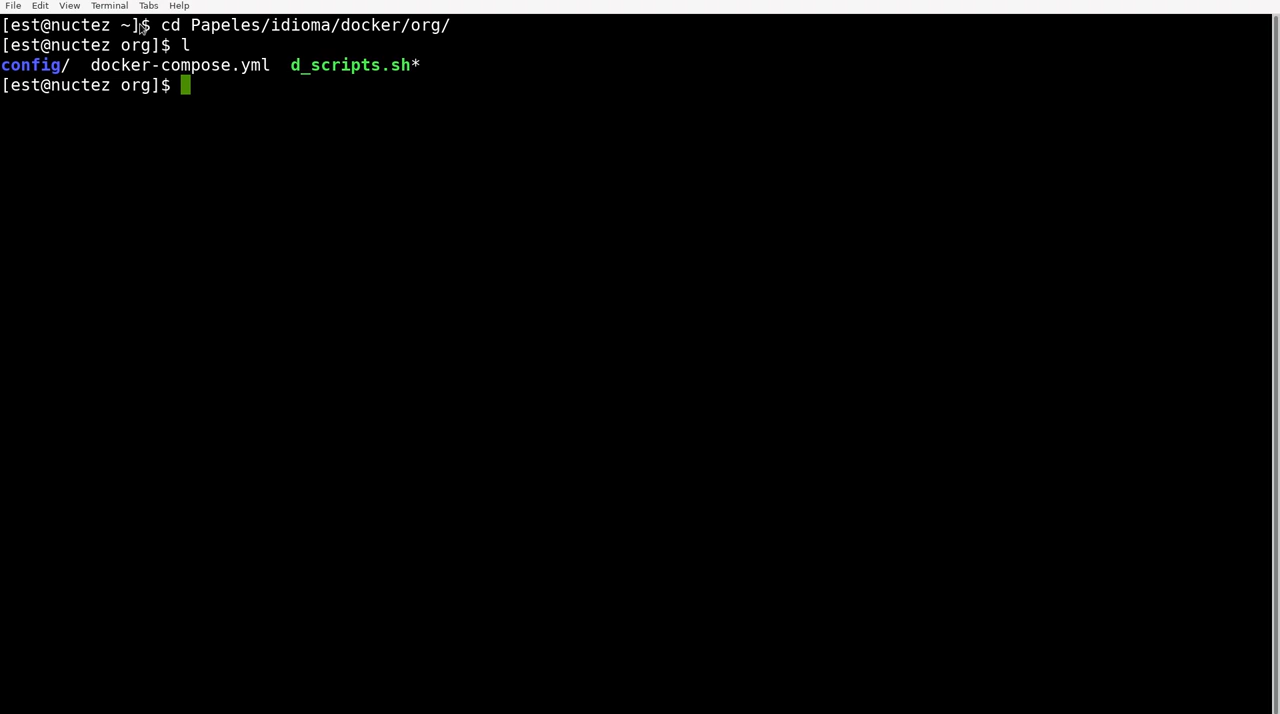 File Edit View Terminal Tabs Help
[est@nuctez ~]$ cd Papeles/idioma/docker/org/
[est@nuctez org]$ l
config/  docker-compose.yml  d_scripts.sh*
[est@nuctez org]$